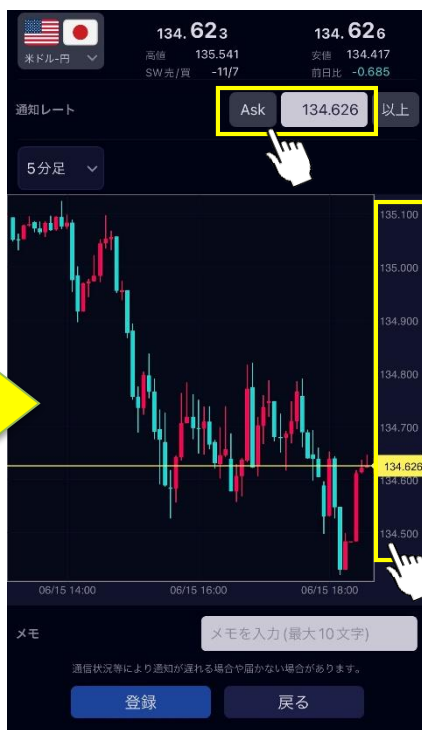 134.623 134.626
米ドル-円 高値 135.541 安値 134.417
SW売/買 -11/7 前日比 -0.685
通知レート Ask 134.626 以上
5分足
135.100
135.000
134.900
134.800
134.700
134.626
134.600
134.500
06/15 14:00 06/15 16:00 06/15 18:00
メモ メモを入力(最大10文字)
通信状況等により通知が遅れる場合や届かない場合があります。
登録 戻る